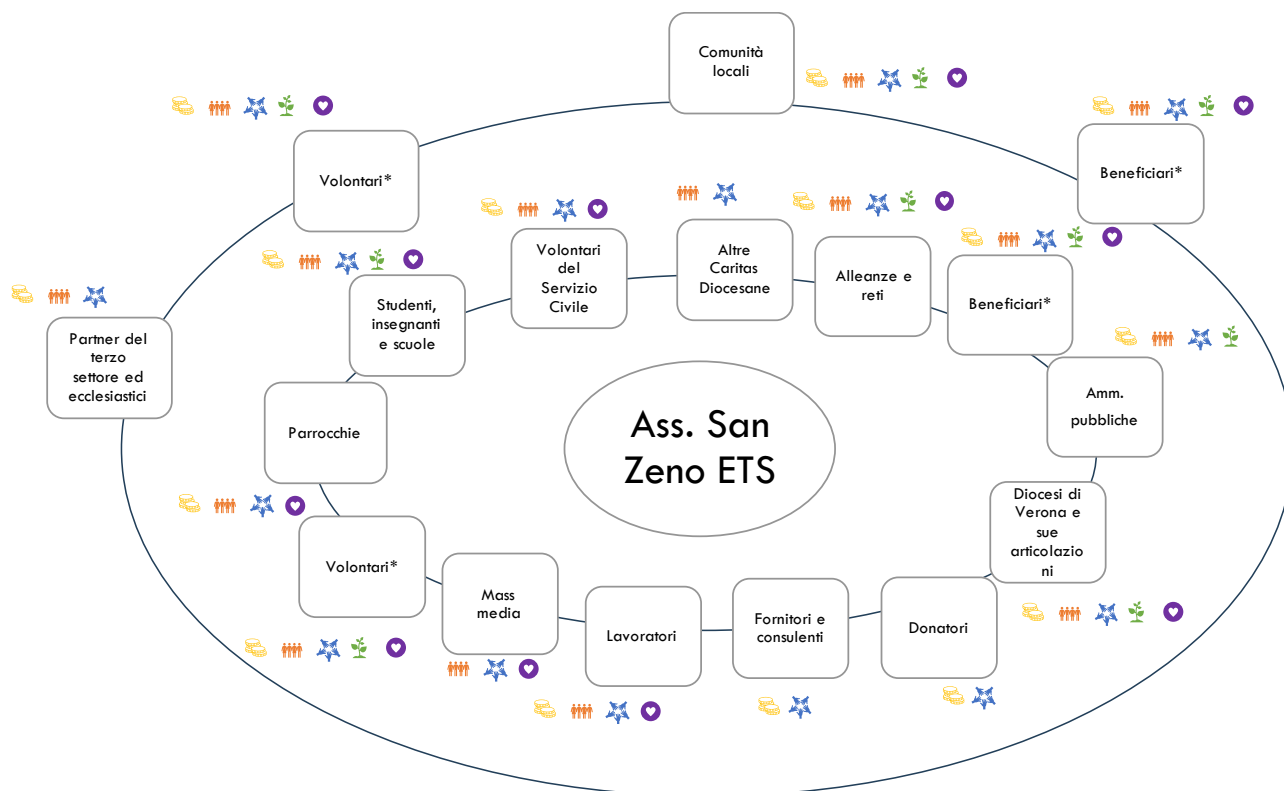 Comunità
locali
Volontari*
Beneficiari*
Volontari
del
Servizio
Civile
Altre
Caritas
Diocesane
Alleanze e
reti
Beneficiari*
Studenti,
insegnanti
e scuole
Partner del
terzo
settore ed
ecclesiastici
Amm.
pubbliche
Parrocchie
Ass. San
Zeno ETS
Diocesi di
Verona e
sue
articolazio
ni
Volontari*
Mass
media
Lavoratori
Fornitori e
consulenti
Donatori